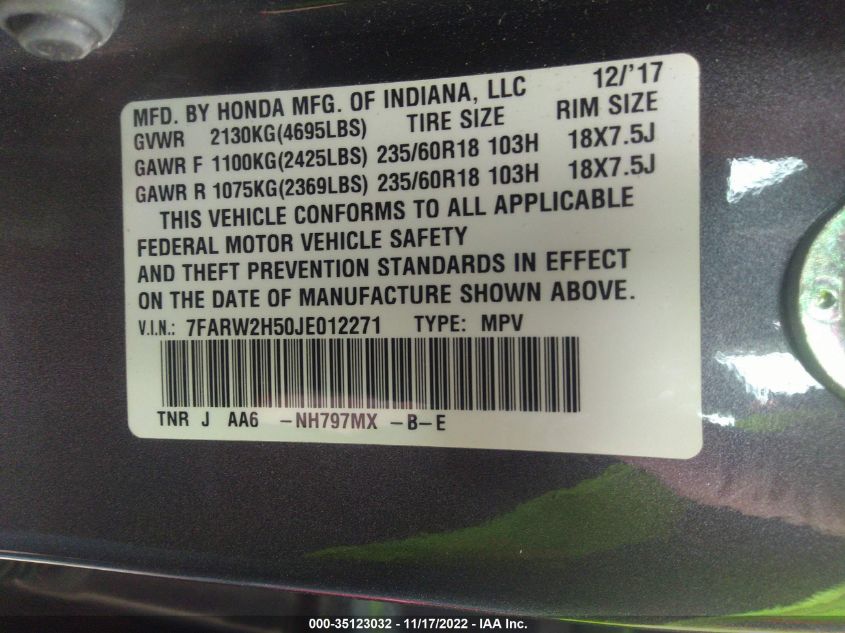 MFD. BY HONDA MFG. OF INDIANA, LLC 12/'17
GVWR 2130KG(4695LBS) TIRE SIZE RIM SIZE
GAWR F 1100KG(2425LBS) 235/60R18 103H 18X7.5J
GAWR R 1075KG(2369LBS) 235/60R18 103H 18X7.5J
THIS VEHICLE CONFORMS TO ALL APPLICABLE
FEDERAL MOTOR VEHICLE SAFETY
AND THEFT PREVENTION STANDARDS IN EFFECT
ON THE DATE OF MANUFACTURE SHOWN ABOVE.
V.I.N.: 7FARW2H50JE012271 TYPE: MPV
TNR J AA6 -NH797MX -B-E
000-35123032 - 11/17/2022 - IAA Inc.